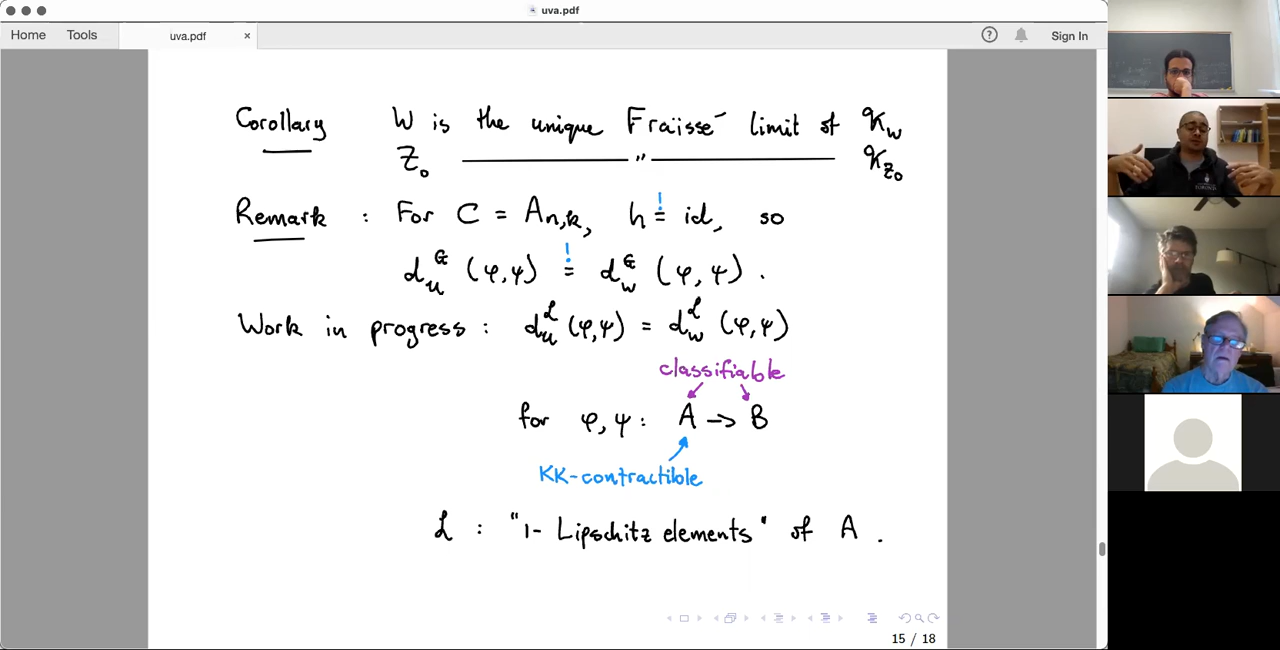 uva.pdf
Home Tools uva.pdf × ? Sign In
Corollary W is the unique Fraïssé limit of 𝒦_W
Z₀ ———— " ———— 𝒦_Z₀
Remark : For C = A_{n,k}, h =^! id, so
d_U^G (φ,ψ) =^! d_W^G (φ,ψ).
Work in progress : d_U^ℒ (φ,ψ) = d_W^ℒ (φ,ψ)
classifiable
for φ,ψ : A → B
KK-contractible
ℒ : "1- Lipschitz elements" of A .
15 / 18